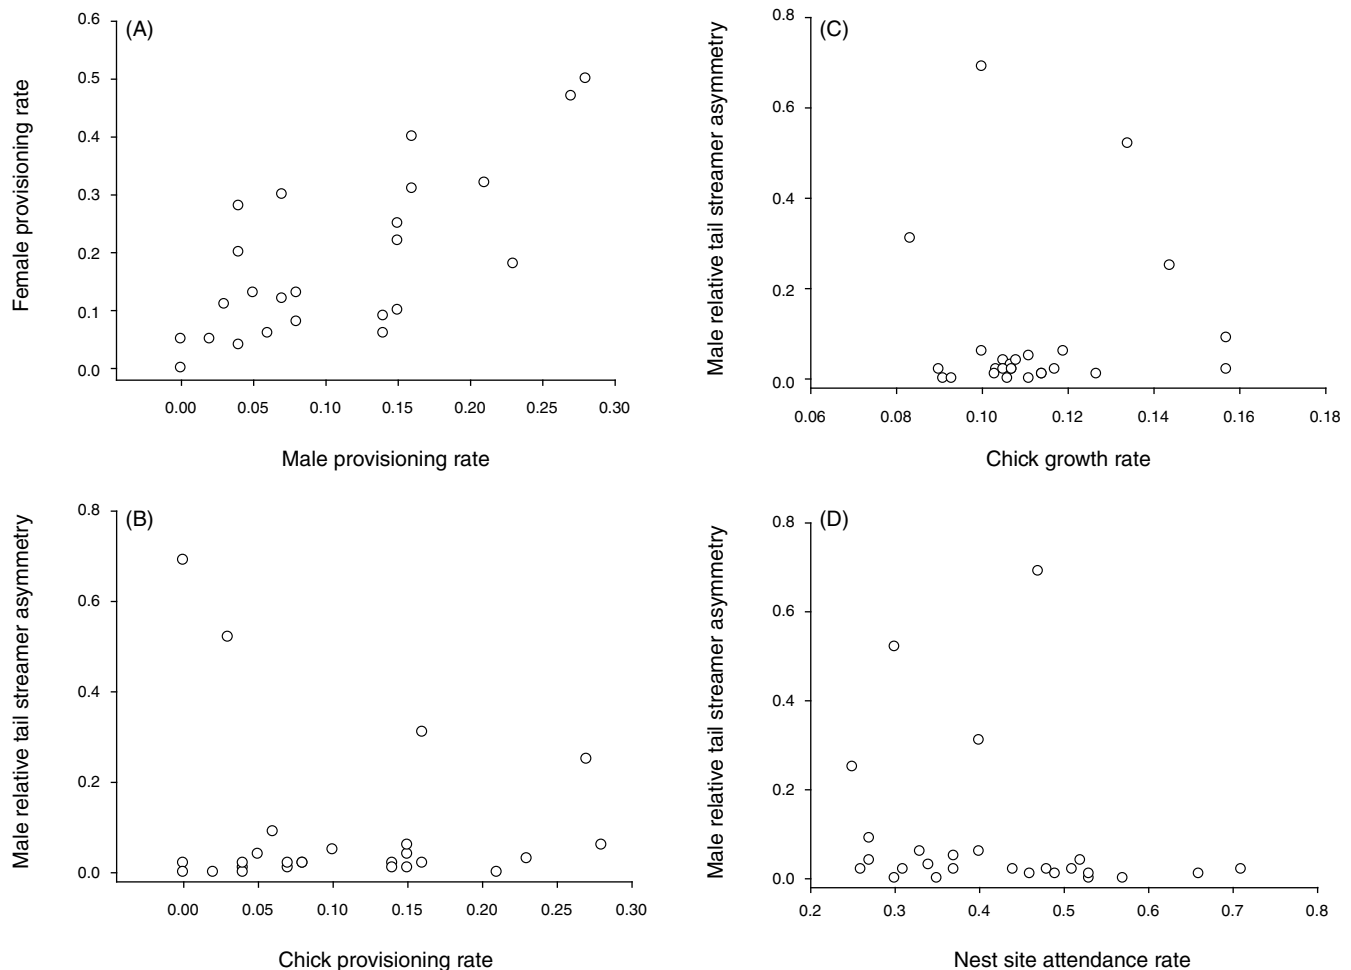 (A)
Female provisioning rate
0.6
0.5
0.4
0.3
0.2
0.1
0.0
0.00 0.05 0.10 0.15 0.20 0.25 0.30
Male provisioning rate
(C)
Male relative tail streamer asymmetry
0.8
0.6
0.4
0.2
0.0
0.06 0.08 0.10 0.12 0.14 0.16 0.18
Chick growth rate
(B)
Male relative tail streamer asymmetry
0.8
0.6
0.4
0.2
0.0
0.00 0.05 0.10 0.15 0.20 0.25 0.30
Chick provisioning rate
(D)
Male relative tail streamer asymmetry
0.8
0.6
0.4
0.2
0.0
0.2 0.3 0.4 0.5 0.6 0.7 0.8
Nest site attendance rate